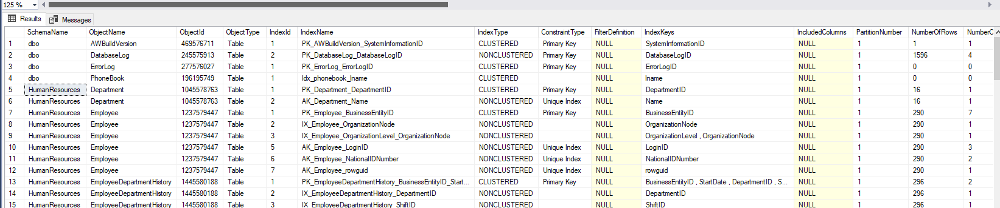 125 %
Results Messages
SchemaName ObjectName ObjectId ObjectType IndexId IndexName IndexType ConstraintType FilterDefinition IndexKeys IncludedColumns PartitionNumber NumberOfRows NumberC
1 dbo AWBuildVersion 469576711 Table 1 PK_AWBuildVersion_SystemInformationID CLUSTERED Primary Key NULL SystemInformationID NULL 1 1 1
2 dbo DatabaseLog 245575913 Table 2 PK_DatabaseLog_DatabaseLogID NONCLUSTERED Primary Key NULL DatabaseLogID NULL 1 1596 4
3 dbo ErrorLog 277576027 Table 1 PK_ErrorLog_ErrorLogID CLUSTERED Primary Key NULL ErrorLogID NULL 1 0 0
4 dbo PhoneBook 196195749 Table 1 Idx_phonebook_lname CLUSTERED NULL lname NULL 1 0 0
5 HumanResources Department 1045578763 Table 1 PK_Department_DepartmentID CLUSTERED Primary Key NULL DepartmentID NULL 1 16 1
6 HumanResources Department 1045578763 Table 2 AK_Department_Name NONCLUSTERED Unique Index NULL Name NULL 1 16 1
7 HumanResources Employee 1237579447 Table 1 PK_Employee_BusinessEntityID CLUSTERED Primary Key NULL BusinessEntityID NULL 1 290 7
8 HumanResources Employee 1237579447 Table 2 IX_Employee_OrganizationNode NONCLUSTERED NULL OrganizationNode NULL 1 290 1
9 HumanResources Employee 1237579447 Table 3 IX_Employee_OrganizationLevel_OrganizationNode NONCLUSTERED NULL OrganizationLevel , OrganizationNode NULL 1 290 1
10 HumanResources Employee 1237579447 Table 5 AK_Employee_LoginID NONCLUSTERED Unique Index NULL LoginID NULL 1 290 3
11 HumanResources Employee 1237579447 Table 6 AK_Employee_NationalIDNumber NONCLUSTERED Unique Index NULL NationalIDNumber NULL 1 290 2
12 HumanResources Employee 1237579447 Table 7 AK_Employee_rowguid NONCLUSTERED Unique Index NULL rowguid NULL 1 290 1
13 HumanResources EmployeeDepartmentHistory 1445580188 Table 1 PK_EmployeeDepartmentHistory_BusinessEntityID_Start... CLUSTERED Primary Key NULL BusinessEntityID , StartDate , DepartmentID , S... NULL 1 296 2
14 HumanResources EmployeeDepartmentHistory 1445580188 Table 2 IX_EmployeeDepartmentHistory_DepartmentID NONCLUSTERED NULL DepartmentID NULL 1 296 1
15 HumanResources EmployeeDepartmentHistory 1445580188 Table 3 IX_EmployeeDepartmentHistory_ShiftID NONCLUSTERED NULL ShiftID NULL 1 296 1